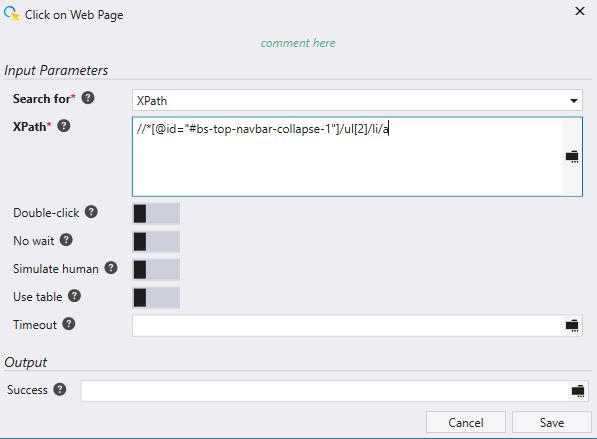 Click on Web Page
comment here
Input Parameters
Search for* ?
XPath
XPath* ?
//*[@id="#bs-top-navbar-collapse-1"]/ul[2]/li/a
Double-click ?
No wait ?
Simulate human ?
Use table ?
Timeout ?
Output
Success ?
Cancel
Save